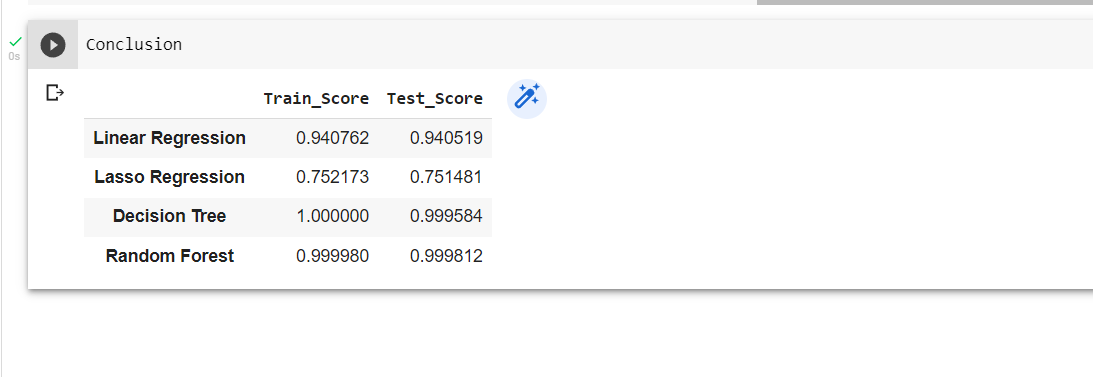 Conclusion
0s
Train_Score Test_Score
Linear Regression 0.940762 0.940519
Lasso Regression 0.752173 0.751481
Decision Tree 1.000000 0.999584
Random Forest 0.999980 0.999812